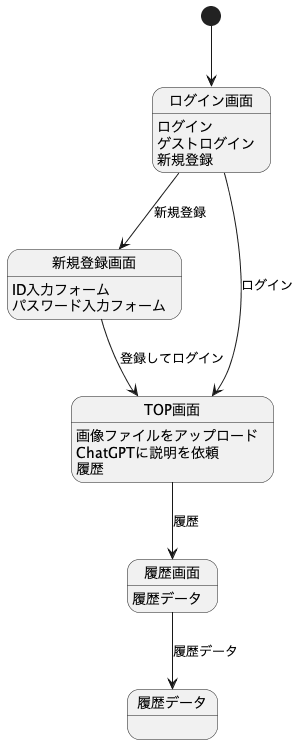 ログイン画面
ログイン
ゲストログイン
新規登録
新規登録
ログイン
新規登録画面
ID入力フォーム
パスワード入力フォーム
登録してログイン
TOP画面
画像ファイルをアップロード
ChatGPTに説明を依頼
履歴
履歴
履歴画面
履歴データ
履歴データ
履歴データ